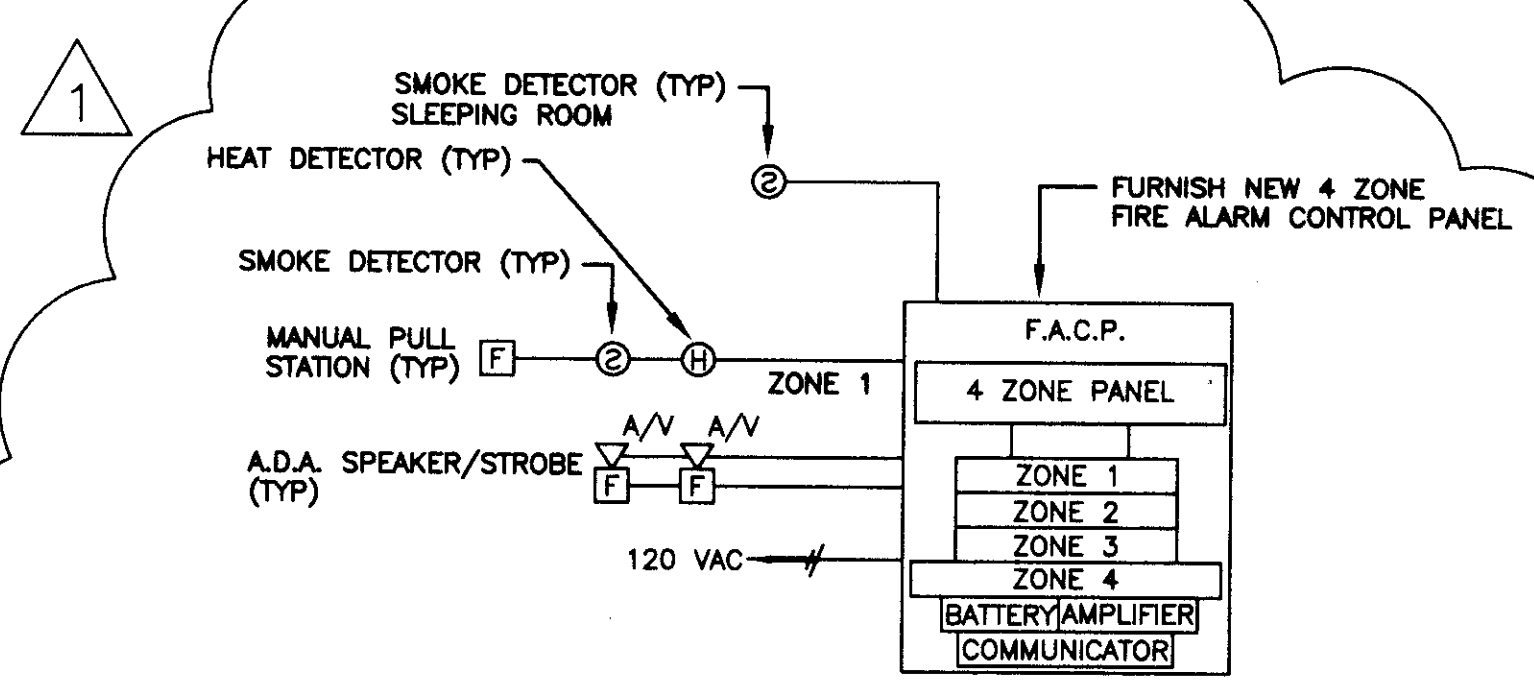 1
SMOKE DETECTOR (TYP)
SLEEPING ROOM
HEAT DETECTOR (TYP)
S
FURNISH NEW 4 ZONE
FIRE ALARM CONTROL PANEL
SMOKE DETECTOR (TYP)
F.A.C.P.
MANUAL PULL
STATION (TYP)
F
S
H
ZONE 1
4 ZONE PANEL
A/V A/V
A.D.A. SPEAKER/STROBE
(TYP)
F F
ZONE 1
ZONE 2
120 VAC
ZONE 3
ZONE 4
BATTERY AMPLIFIER
COMMUNICATOR